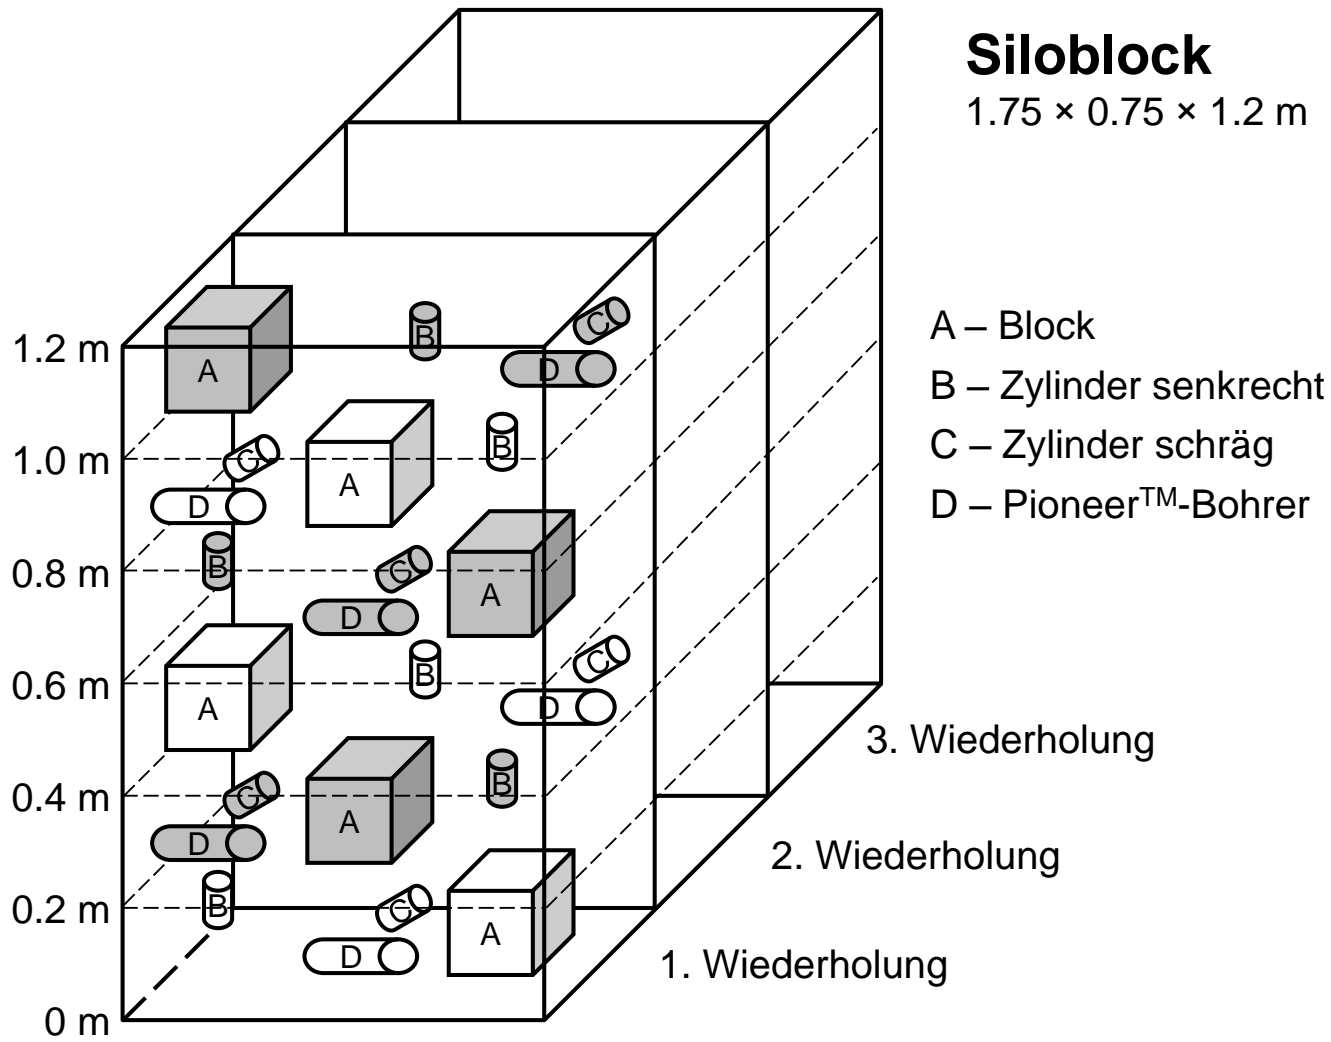 Siloblock
1.75 × 0.75 × 1.2 m
A – Block
B – Zylinder senkrecht
C – Zylinder schräg
D – Pioneer™-Bohrer
1.2 m
1.0 m
0.8 m
0.6 m
0.4 m
0.2 m
0 m
A
B
C
D
C
A
B
D
B
C
A
D
A
B
C
D
C
A
B
D
B
C
A
D
3. Wiederholung
2. Wiederholung
1. Wiederholung